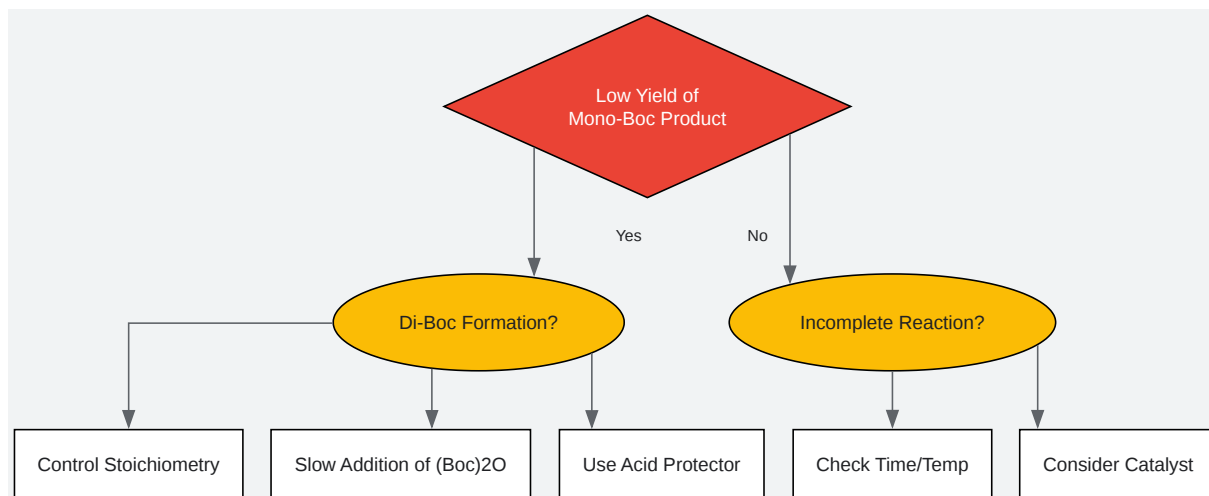 Low Yield of
Mono-Boc Product
Yes
No
Di-Boc Formation?
Incomplete Reaction?
Control Stoichiometry
Slow Addition of (Boc)2O
Use Acid Protector
Check Time/Temp
Consider Catalyst